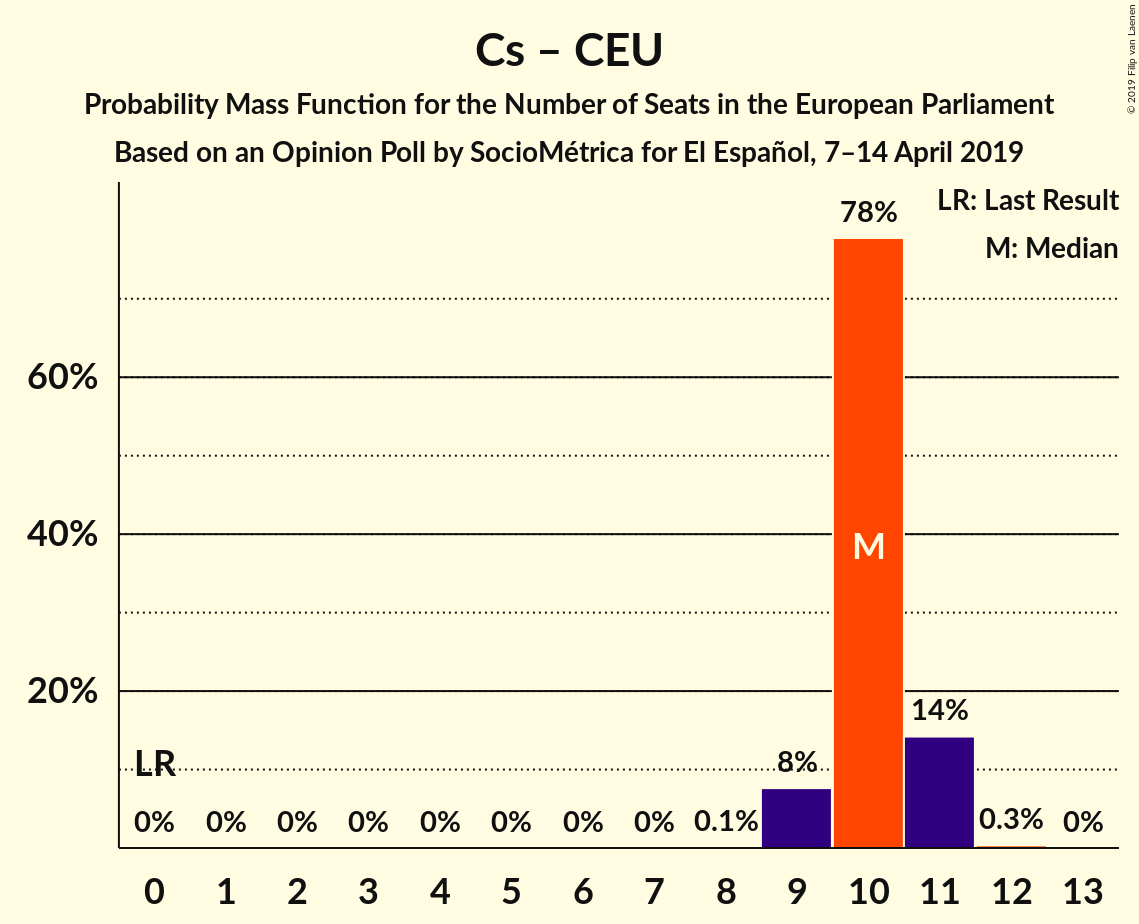 Cs – CEU
Probability Mass Function for the Number of Seats in the European Parliament
Based on an Opinion Poll by SocioMétrica for El Español, 7–14 April 2019
© 2019 Filip van Laenen
LR: Last Result
M: Median
78%
60%
40%
M
20%
14%
LR
8%
0% 0% 0% 0% 0% 0% 0% 0% 0.1% 0.3% 0%
0 1 2 3 4 5 6 7 8 9 10 11 12 13